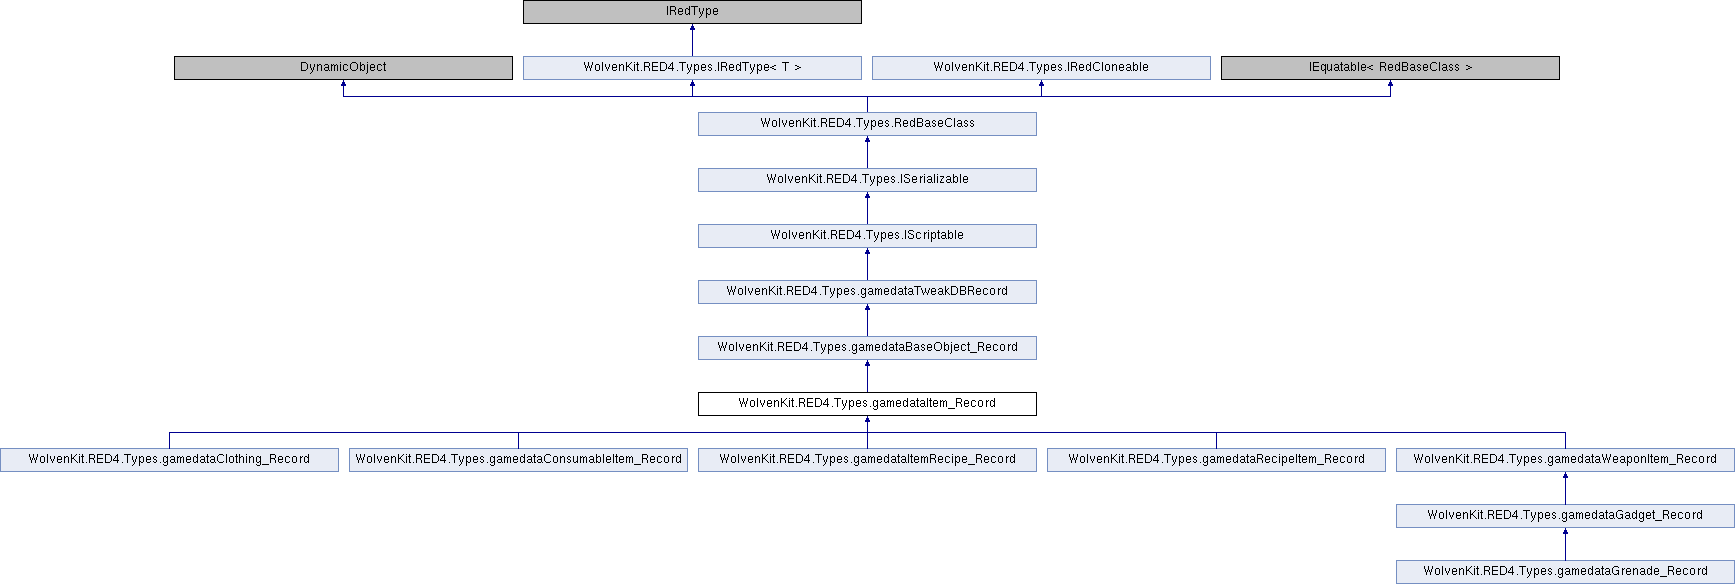 IRedType
DynamicObject
WolvenKit.RED4.Types.IRedType< T >
WolvenKit.RED4.Types.IRedCloneable
IEquatable< RedBaseClass >
WolvenKit.RED4.Types.RedBaseClass
WolvenKit.RED4.Types.ISerializable
WolvenKit.RED4.Types.IScriptable
WolvenKit.RED4.Types.gamedataTweakDBRecord
WolvenKit.RED4.Types.gamedataBaseObject_Record
WolvenKit.RED4.Types.gamedataItem_Record
WolvenKit.RED4.Types.gamedataClothing_Record
WolvenKit.RED4.Types.gamedataConsumableItem_Record
WolvenKit.RED4.Types.gamedataItemRecipe_Record
WolvenKit.RED4.Types.gamedataRecipeItem_Record
WolvenKit.RED4.Types.gamedataWeaponItem_Record
WolvenKit.RED4.Types.gamedataGadget_Record
WolvenKit.RED4.Types.gamedataGrenade_Record